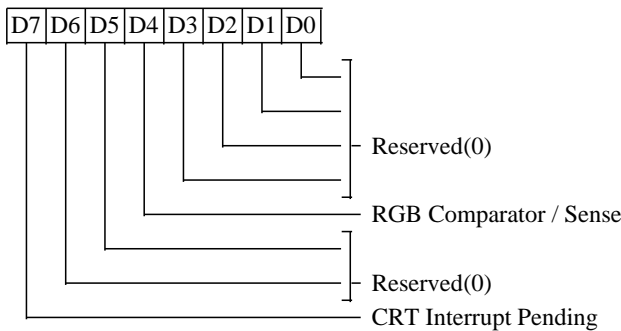 D7 D6 D5 D4 D3 D2 D1 D0
Reserved(0)
RGB Comparator / Sense
Reserved(0)
CRT Interrupt Pending